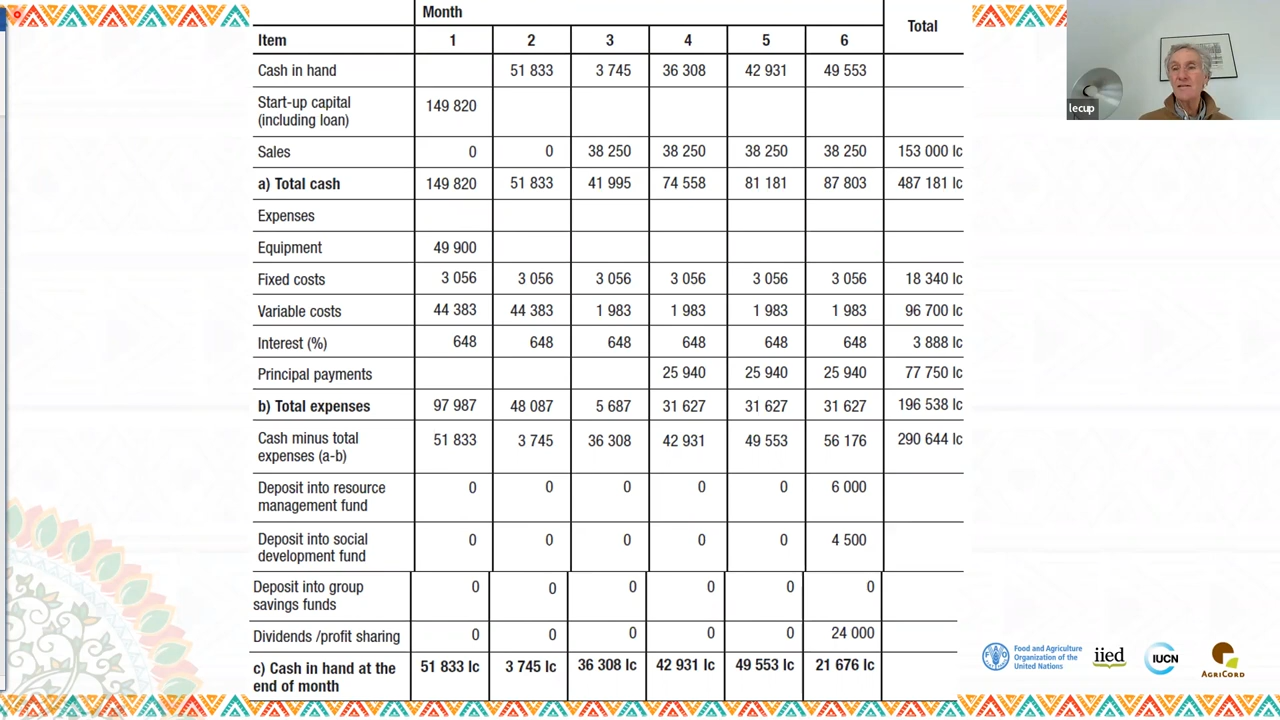 Month
Total
Item 1 2 3 4 5 6
Cash in hand 51 833 3 745 36 308 42 931 49 553
Start-up capital
(including loan) 149 820
Sales 0 0 38 250 38 250 38 250 38 250 153 000 lc
a) Total cash 149 820 51 833 41 995 74 558 81 181 87 803 487 181 lc
Expenses
Equipment 49 900
Fixed costs 3 056 3 056 3 056 3 056 3 056 3 056 18 340 lc
Variable costs 44 383 44 383 1 983 1 983 1 983 1 983 96 700 lc
Interest (%) 648 648 648 648 648 648 3 888 lc
Principal payments 25 940 25 940 25 940 77 750 lc
b) Total expenses 97 987 48 087 5 687 31 627 31 627 31 627 196 538 lc
Cash minus total
expenses (a-b) 51 833 3 745 36 308 42 931 49 553 56 176 290 644 lc
Deposit into resource
management fund 0 0 0 0 0 6 000
Deposit into social
development fund 0 0 0 0 0 4 500
Deposit into group
savings funds 0 0 0 0 0 0
Dividends /profit sharing 0 0 0 0 0 24 000
c) Cash in hand at the
end of month 51 833 lc 3 745 lc 36 308 lc 42 931 lc 49 553 lc 21 676 lc
lecup
Food and Agriculture
Organization of the
United Nations
iied
IUCN
AGRICORD